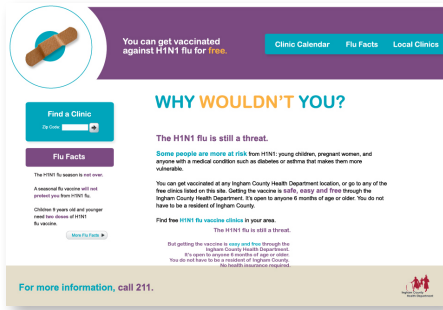 You can get vaccinated
against H1N1 flu for free.
Clinic Calendar Flu Facts Local Clinics
WHY WOULDN'T YOU?
Find a Clinic
Zip Code:
Flu Facts
The H1N1 flu season is not over.
A seasonal flu vaccine will not
protect you from H1N1 flu.
Children 9 years old and younger
need two doses of H1N1
flu vaccine.
More Flu Facts
The H1N1 flu is still a threat.
Some people are more at risk from H1N1: young children, pregnant women, and
anyone with a medical condition such as diabetes or asthma that makes them more
vulnerable.
You can get vaccinated at any Ingham County Health Department location, or go to any of the
free clinics listed on this site. Getting the vaccine is safe, easy and free through the
Ingham County Health Department. It's open to anyone 6 months of age or older. You do not
have to be a resident of Ingham County.
Find free H1N1 flu vaccine clinics in your area.
The H1N1 flu is still a threat.
But getting the vaccine is easy and free through the
Ingham County Health Department.
It's open to anyone 6 months of age or older.
You do not have to be a resident of Ingham County.
No health insurance required.
For more information, call 211.
Ingham County
Health Department